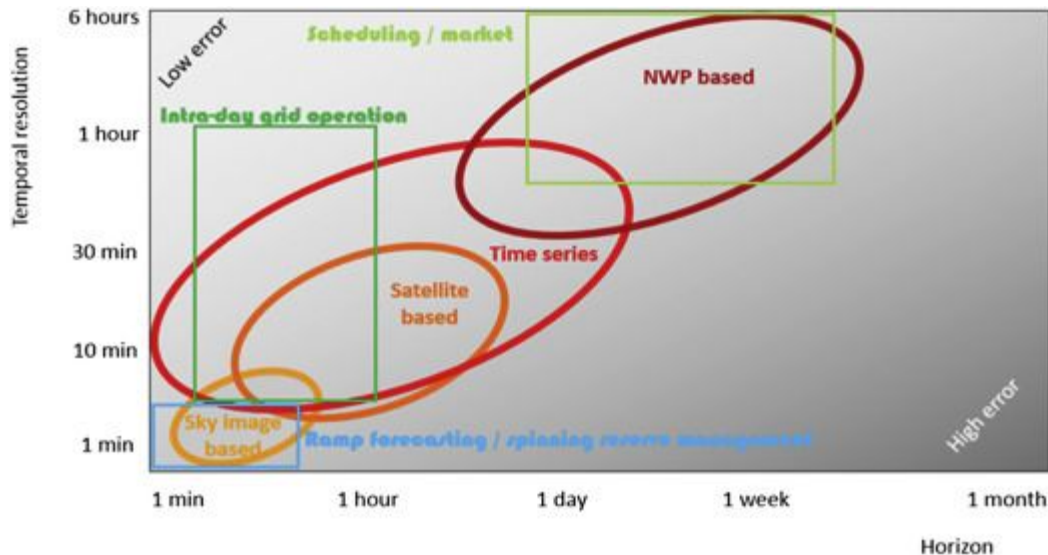 6 hours
Scheduling / market
Low error
NWP based
Temporal resolution
Intra-day grid operation
1 hour
30 min
Time series
Satellite
based
10 min
High error
Sky image
based
Ramp forecasting / spinning reserve management
1 min
1 min
1 hour
1 day
1 week
1 month
Horizon